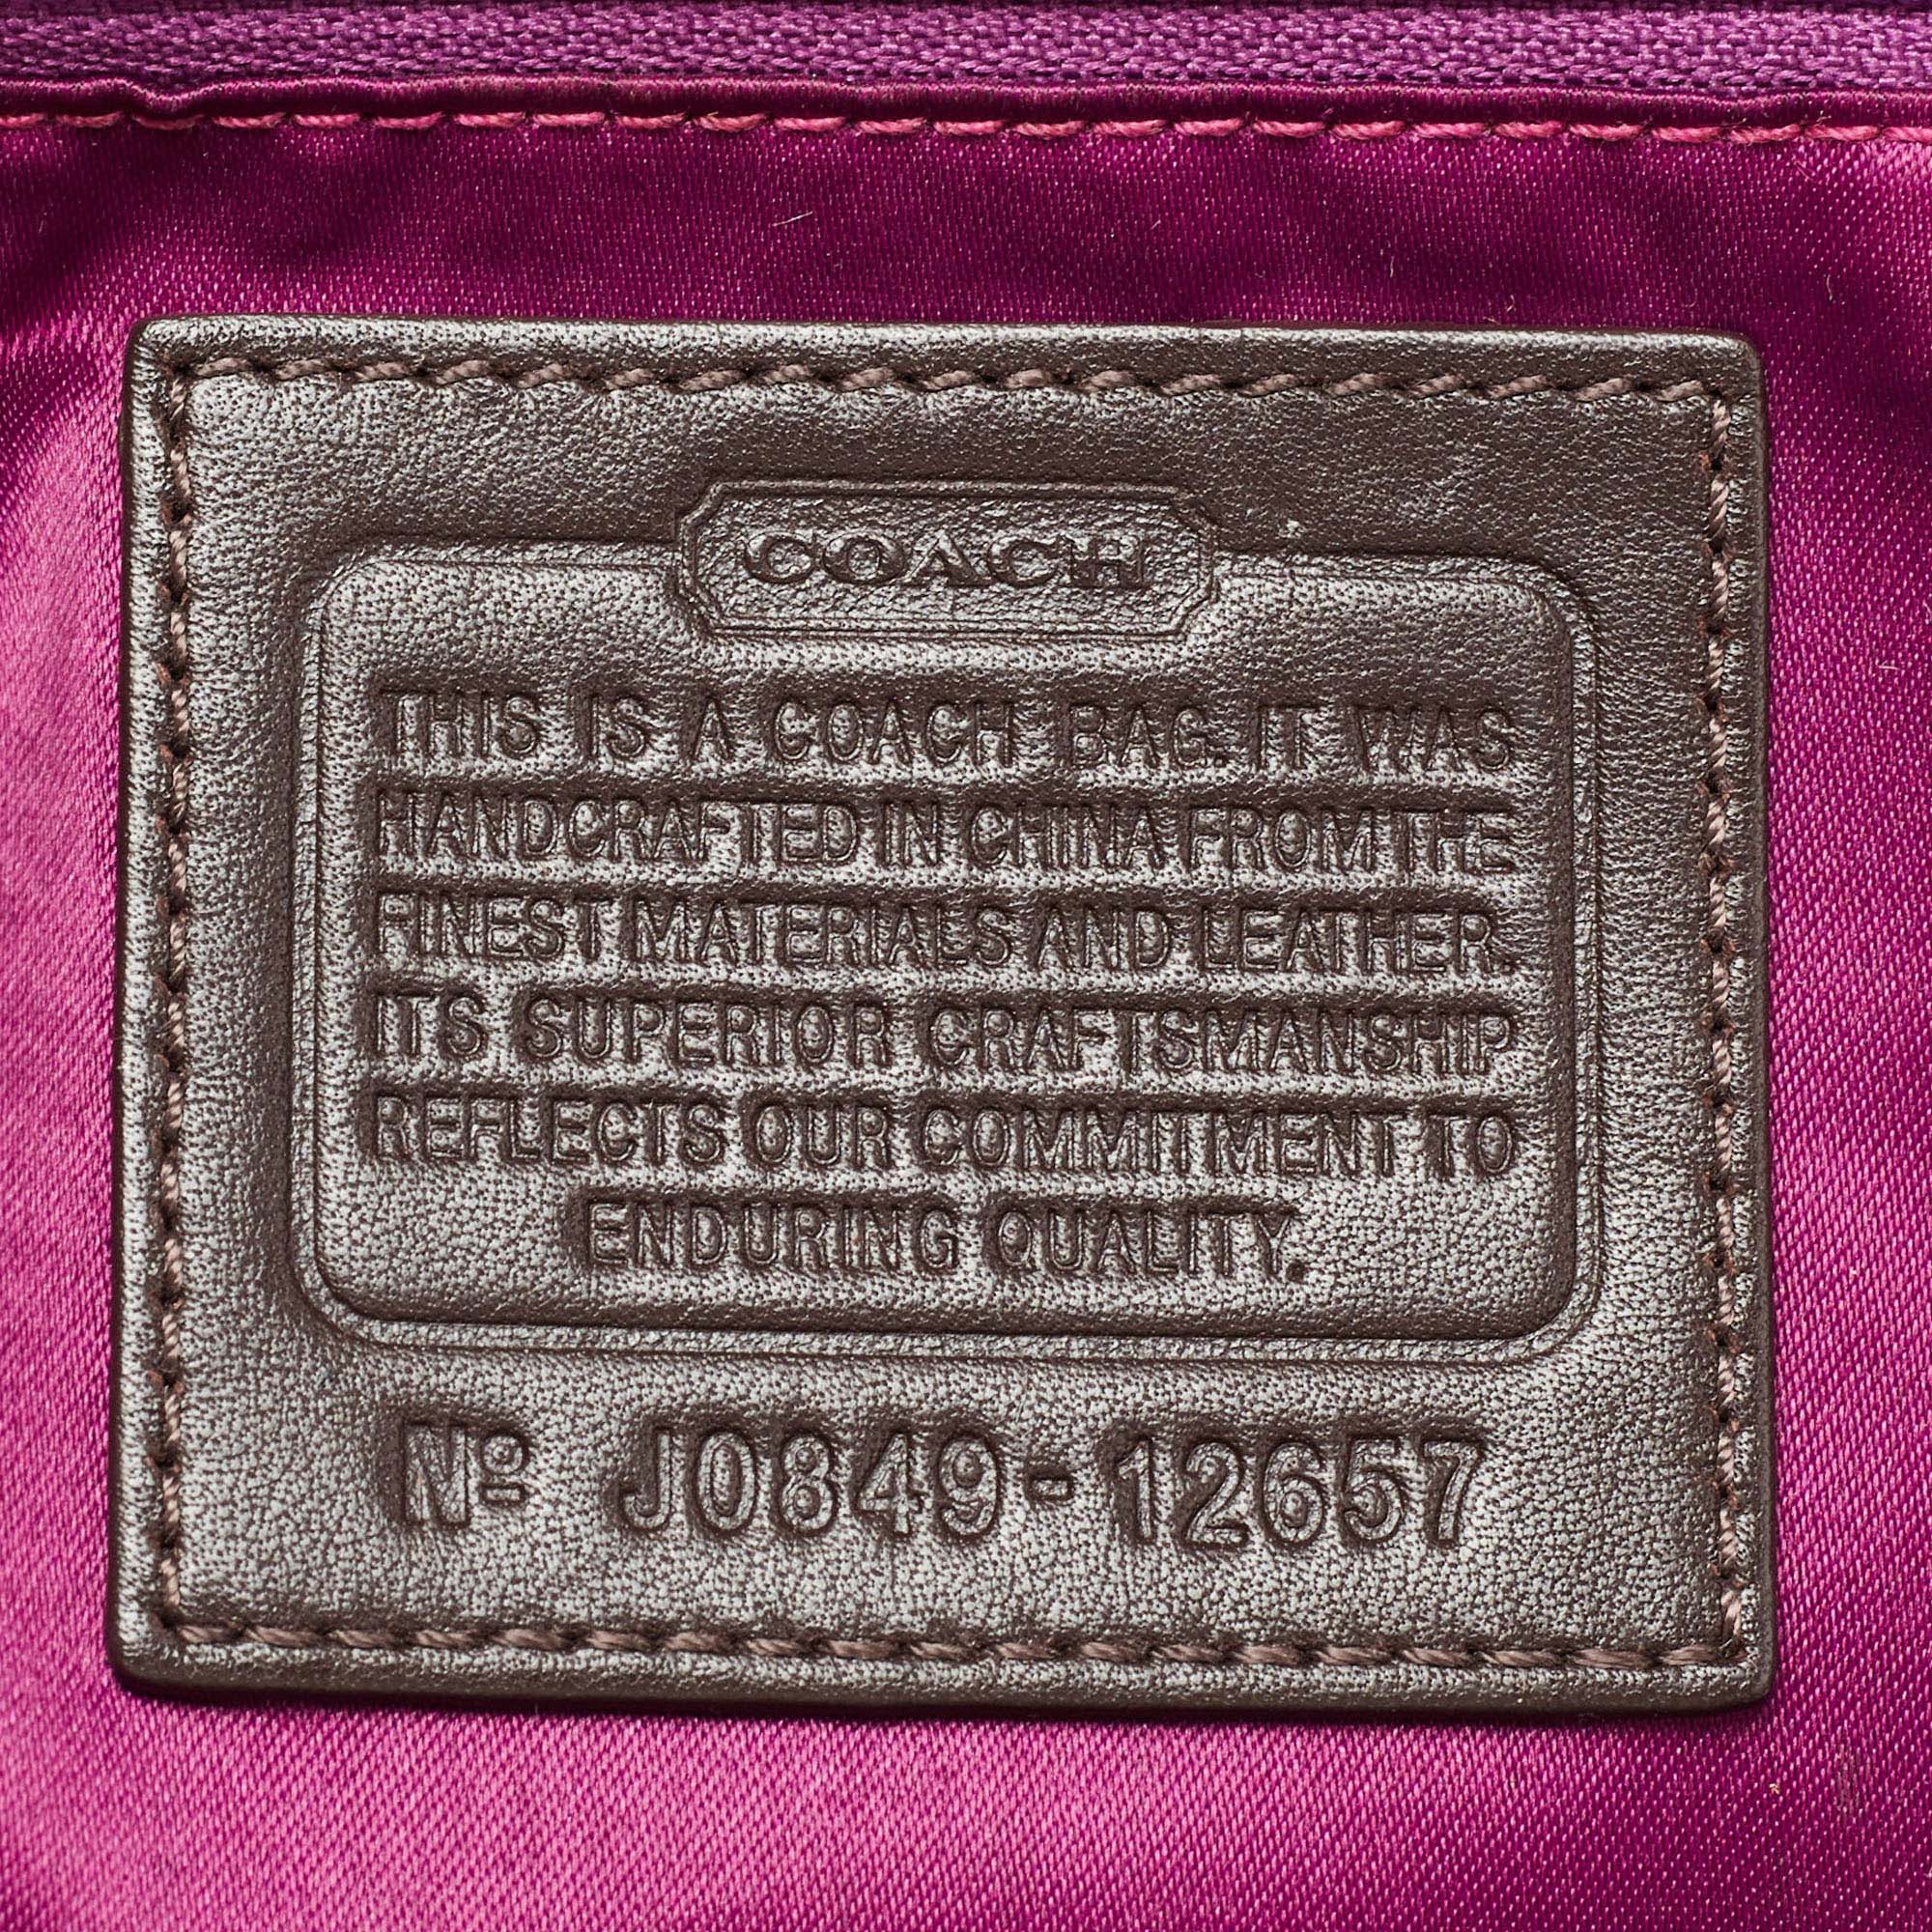 COACH
THIS IS A COACH BAG. IT WAS
HANDCRAFTED IN CHINA FROM THE
FINEST MATERIALS AND LEATHER.
ITS SUPERIOR CRAFTSMANSHIP
REFLECTS OUR COMMITMENT TO
ENDURING QUALITY.
Nº J0849-12657